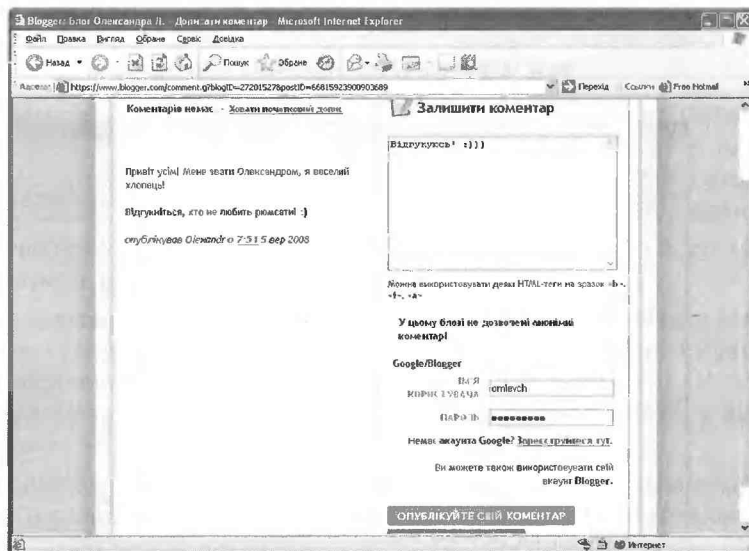 Blogger: Блог Олександра Л. - Дописати коментар - Microsoft Internet Explorer
Файл Правка Вигляд Обране Сервіс Довідка
Назад Пошук Обране
Адреса https://www.blogger.com/comment.g?blogID=27201527&postID=66815923900903689 Перехід Free Hotmail
Коментарів немає - Ховати початковий допис
Привіт усім! Мене звати Олександром, я веселий
хлопець!
Відгукніться, хто не любить рюмсати! :)
опублікував Olexandr о 7:51 5 вер 2008
Залишити коментар
Відгукуюсь! :)))
Можна використовувати деякі HTML-теги на зразок <b>,
<i>, <a>
У цьому блозі не дозволені анонімні
коментарі
Google/Blogger
ІМ'Я
КОРИСТУВАЧА
omlevch
ПАРОЛЬ
Немає акаунта Google? Зареєструйтеся тут.
Ви можете також використовувати свій
акаунт Blogger.
ОПУБЛІКУЙТЕ СВІЙ КОМЕНТАР
Интернет